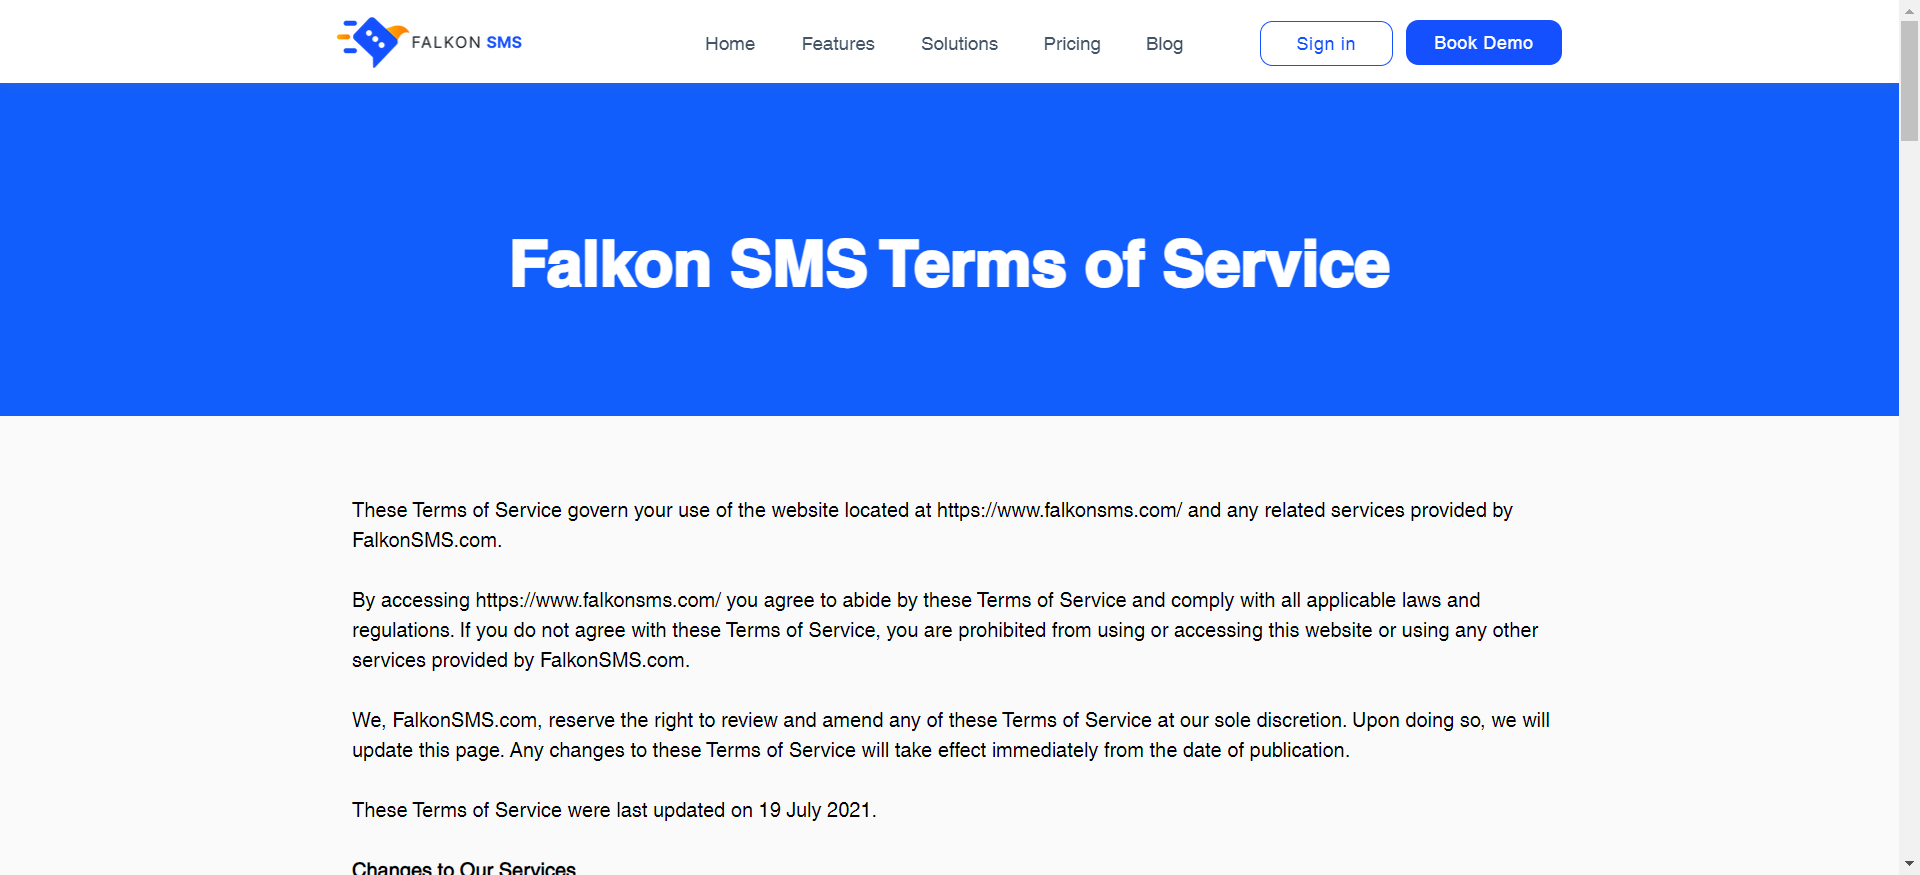 FALKON SMS
Home
Features
Solutions
Pricing
Blog
Sign in
Book Demo
Falkon SMS Terms of Service
These Terms of Service govern your use of the website located at https://www.falkonsms.com/ and any related services provided by
FalkonSMS.com.
By accessing https://www.falkonsms.com/ you agree to abide by these Terms of Service and comply with all applicable laws and
regulations. If you do not agree with these Terms of Service, you are prohibited from using or accessing this website or using any other
services provided by FalkonSMS.com.
We, FalkonSMS.com, reserve the right to review and amend any of these Terms of Service at our sole discretion. Upon doing so, we will
update this page. Any changes to these Terms of Service will take effect immediately from the date of publication.
These Terms of Service were last updated on 19 July 2021.
Changes to Our Services